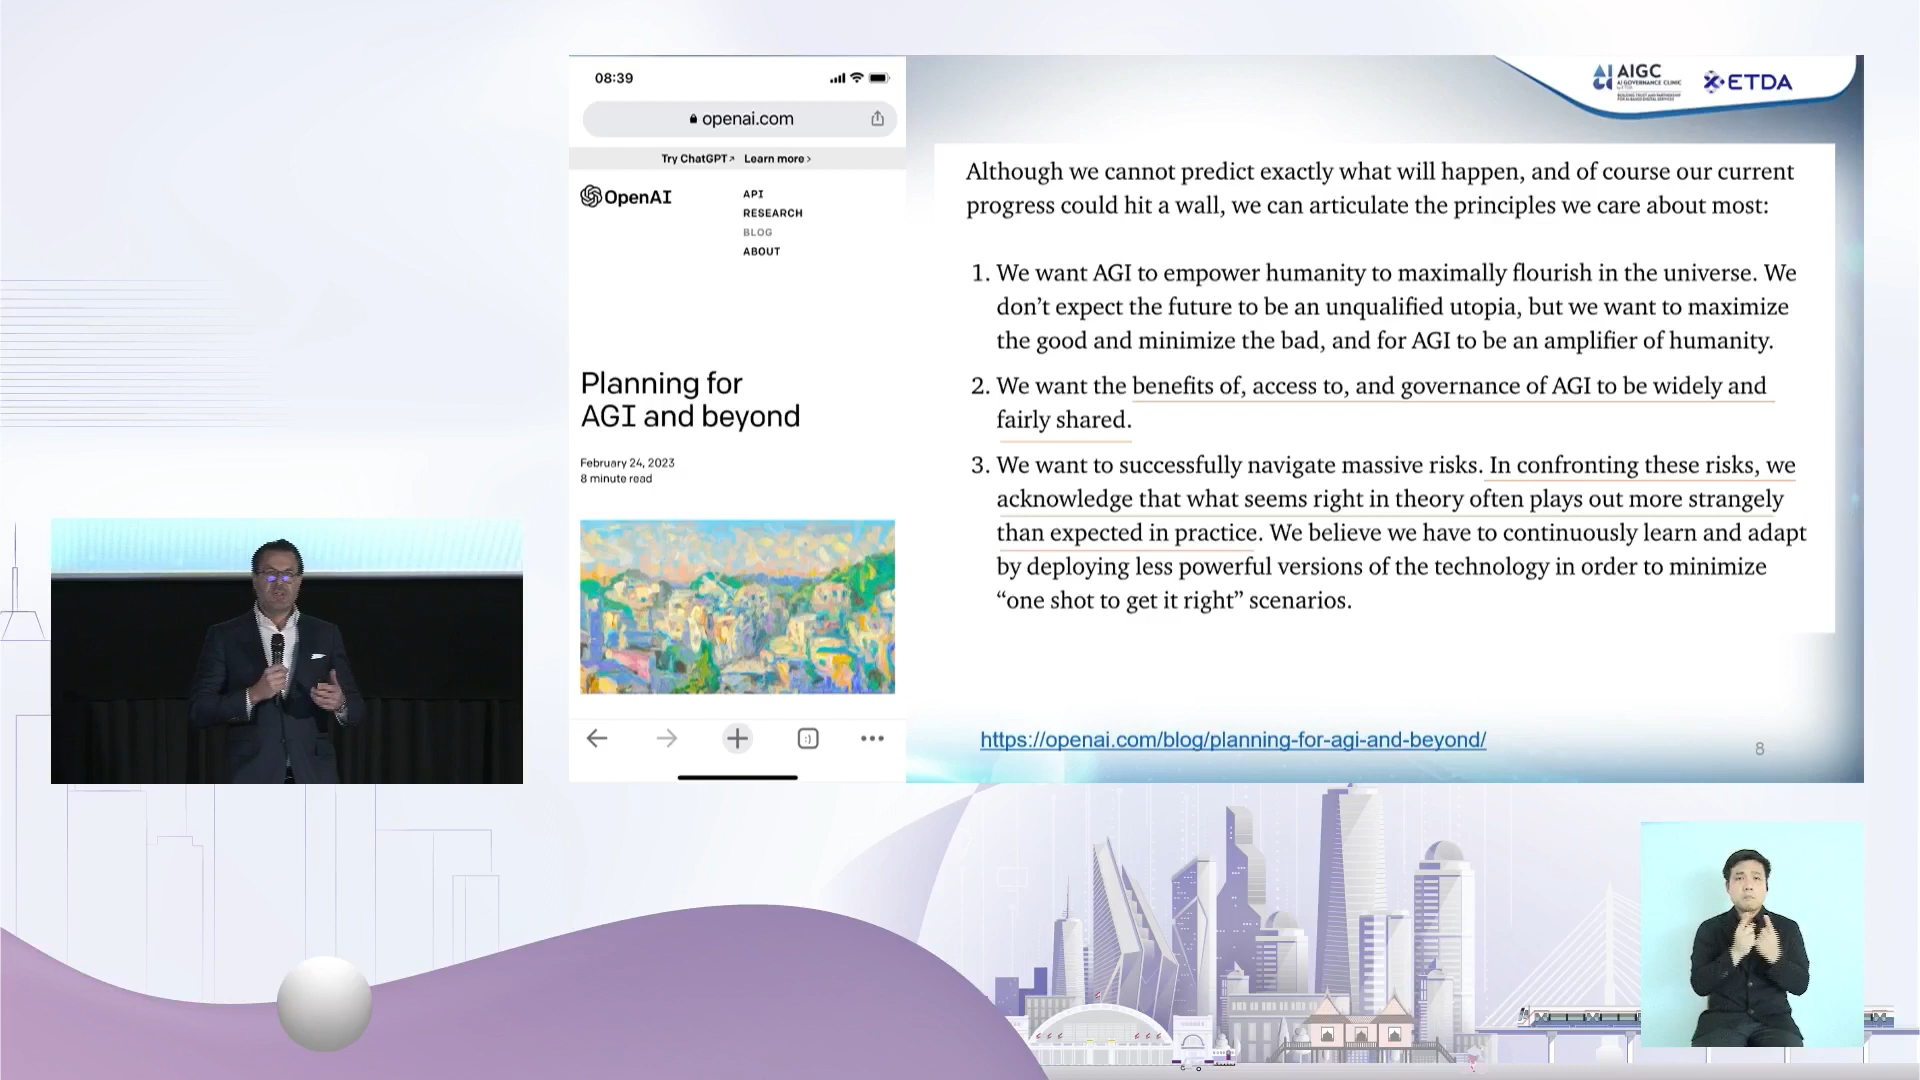 08:39
openai.com
Try ChatGPT↗ Learn more›
OpenAI
API
RESEARCH
BLOG
ABOUT
Planning for
AGI and beyond
February 24, 2023
8 minute read
AIGC
AI GOVERNANCE CLINIC
ETDA
Although we cannot predict exactly what will happen, and of course our current
progress could hit a wall, we can articulate the principles we care about most:
1. We want AGI to empower humanity to maximally flourish in the universe. We
don’t expect the future to be an unqualified utopia, but we want to maximize
the good and minimize the bad, and for AGI to be an amplifier of humanity.
2. We want the benefits of, access to, and governance of AGI to be widely and
fairly shared.
3. We want to successfully navigate massive risks. In confronting these risks, we
acknowledge that what seems right in theory often plays out more strangely
than expected in practice. We believe we have to continuously learn and adapt
by deploying less powerful versions of the technology in order to minimize
“one shot to get it right” scenarios.
https://openai.com/blog/planning-for-agi-and-beyond/
8